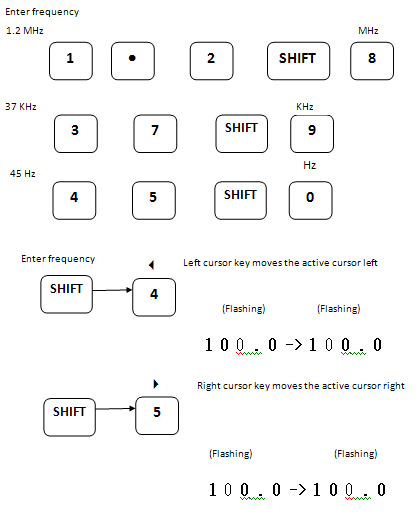 Enter frequency
1.2 MHz MHz
1 • 2 SHIFT 8
37 KHz KHz
3 7 SHIFT 9
45 Hz Hz
4 5 SHIFT 0
Enter frequency Left cursor key moves the active cursor left
SHIFT 4
(Flashing) (Flashing)
1 0 0 . 0 -> 1 0 0 . 0
Right cursor key moves the active cursor right
SHIFT 5
(Flashing) (Flashing)
1 0 0 . 0 -> 1 0 0 . 0